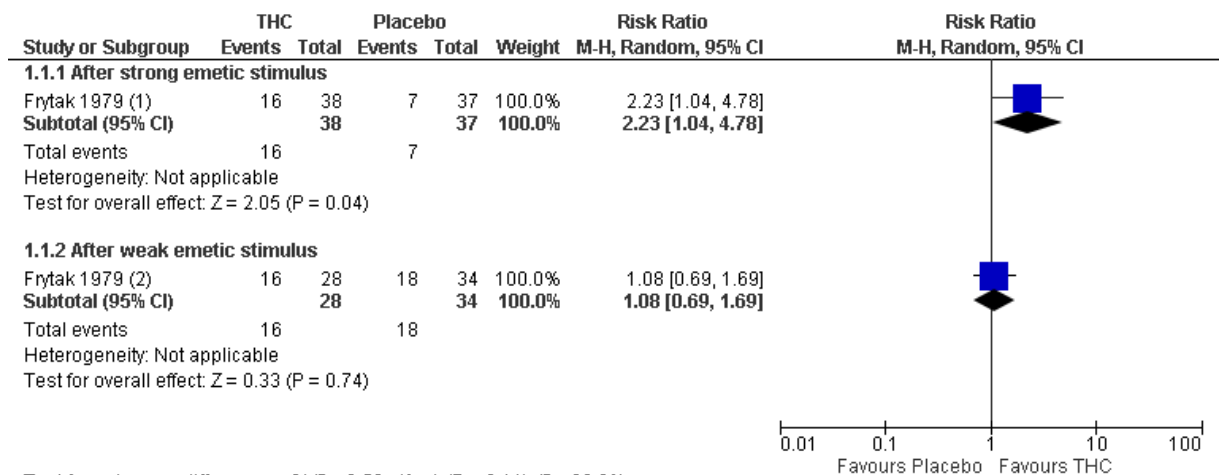 THC Placebo Risk Ratio Risk Ratio
Study or Subgroup Events Total Events Total Weight M-H, Random, 95% CI M-H, Random, 95% CI
1.1.1 After strong emetic stimulus
Frytak 1979 (1) 16 38 7 37 100.0% 2.23 [1.04, 4.78]
Subtotal (95% CI) 38 37 100.0% 2.23 [1.04, 4.78]
Total events 16 7
Heterogeneity: Not applicable
Test for overall effect: Z = 2.05 (P = 0.04)
1.1.2 After weak emetic stimulus
Frytak 1979 (2) 16 28 18 34 100.0% 1.08 [0.69, 1.69]
Subtotal (95% CI) 28 34 100.0% 1.08 [0.69, 1.69]
Total events 16 18
Heterogeneity: Not applicable
Test for overall effect: Z = 0.33 (P = 0.74)
0.01 0.1 1 10 100
Favours Placebo Favours THC